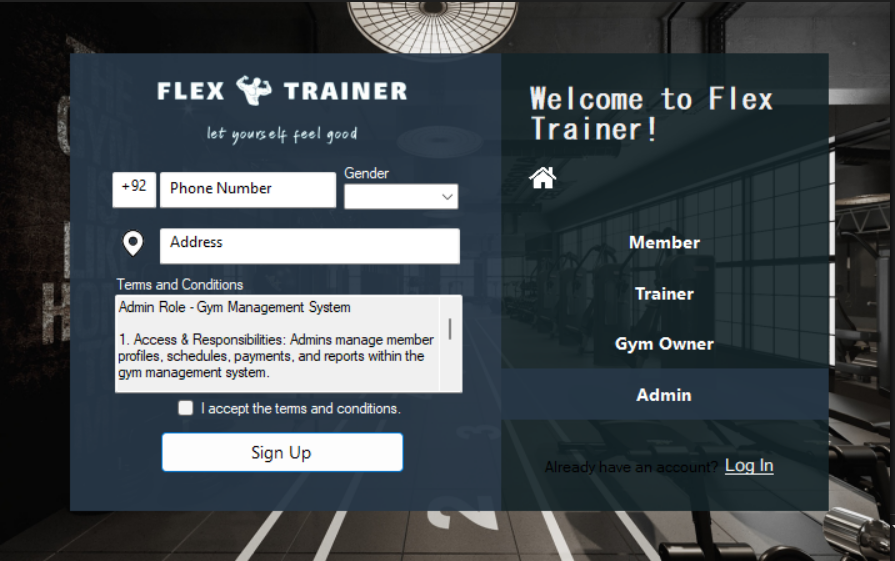 FLEX TRAINER
let yourself feel good
+92
Phone Number
Gender
Address
Terms and Conditions
Admin Role - Gym Management System
1. Access & Responsibilities: Admins manage member
profiles, schedules, payments, and reports within the
gym management system.
I accept the terms and conditions.
Sign Up
Welcome to Flex
Trainer!
Member
Trainer
Gym Owner
Admin
Already have an account? Log In
2